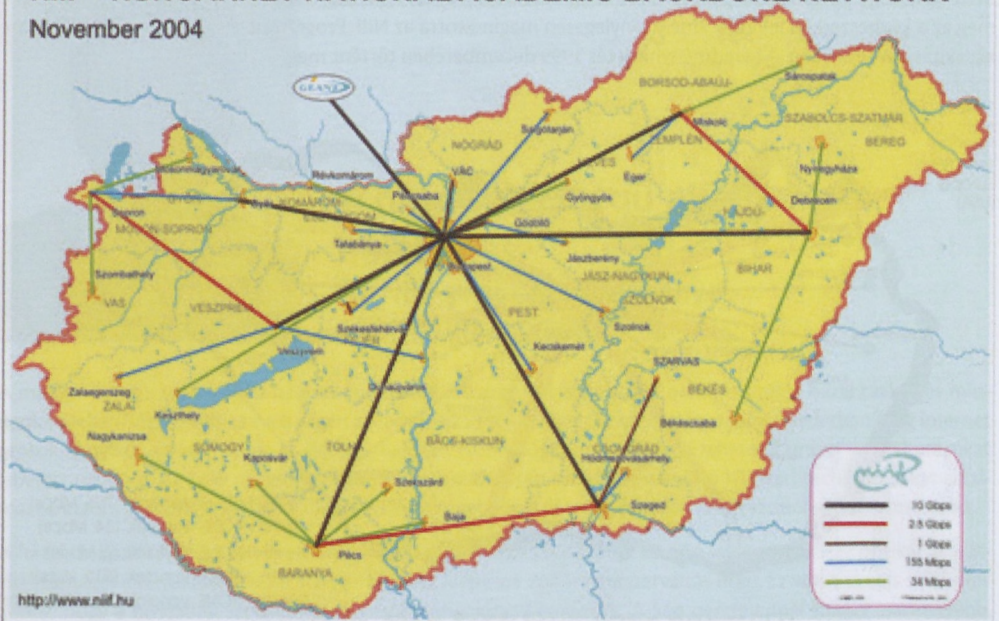 November 2004
GEANT
BORSOD-ABAÚJ-
Sárospatak
Miskolc
ZEMPLÉN
SZABOLCS-SZATMÁR
BEREG
Salgótarján
NÓGRÁD
HEVES
Eger
Nyíregyháza
Mosonmagyaróvár
Révkomárom
VÁC
Piliscsaba
Gyöngyös
Debrecen
Sopron
GYŐR
Győr
KOMÁROM
Gödöllő
HAJDÚ-
MOSON-SOPRON
Tatabánya
Budapest
Jászberény
JÁSZ-NAGYKUN
BIHAR
Szombathely
VAS
VESZPRÉM
PEST
SZOLNOK
Székesfehérvár
FEJÉR
Szolnok
Veszprém
Kecskemét
SZARVAS
Zalaegerszeg
ZALA
Dunaújváros
BÉKÉS
Keszthely
Békéscsaba
Nagykanizsa
SOMOGY
TOLNA
BÁCS-KISKUN
CSONGRÁD
Kaposvár
Hódmezővásárhely
Szekszárd
Szeged
Baja
Pécs
BARANYA
niif
10 Gbps
2.5 Gbps
1 Gbps
155 Mbps
34 Mbps
http://www.niif.hu